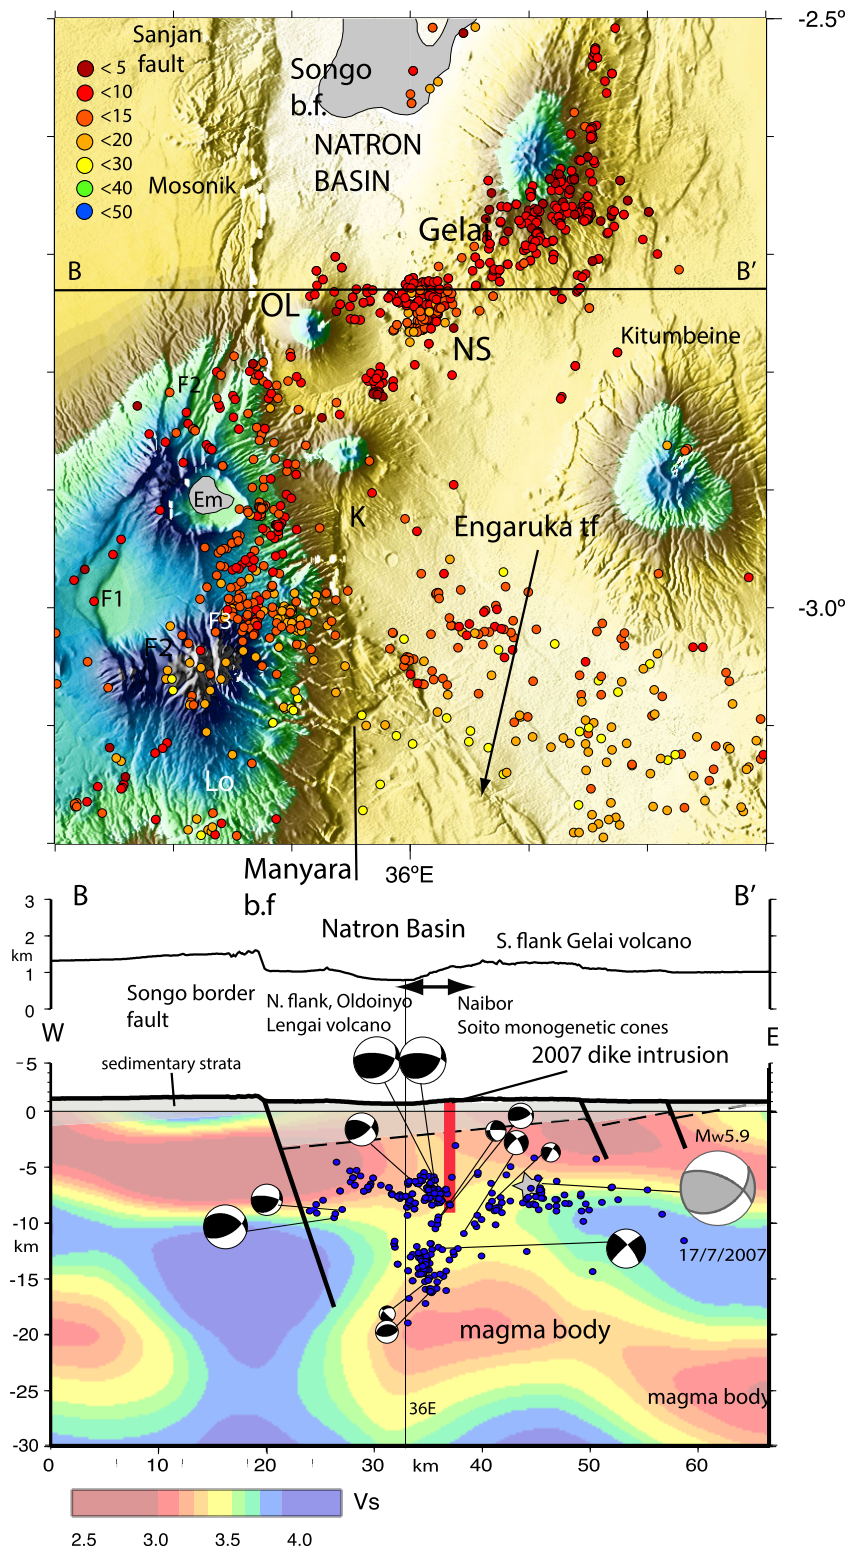 -2.5º
Sanjan
fault
< 5
<10
<15
<20
<30
<40
<50
Songo
b.f.
NATRON
BASIN
Mosonik
Gelai
B
B’
OL
NS
Kitumbeine
F2
Em
K
Engaruka tf
F1
F3
-3.0º
F2
Lo
Manyara
b.f
36ºE
B
B’
3
2
km
1
0
Natron Basin
S. flank Gelai volcano
Songo border
fault
N. flank, Oldoinyo
Lengai volcano
Naibor
Soito monogenetic cones
W
E
2007 dike intrusion
sedimentary strata
-5
0
-5
-10
km
-15
-20
-25
-30
Mw5.9
17/7/2007
magma body
magma body
36E
0
10
20
30
km
40
50
60
Vs
2.5
3.0
3.5
4.0